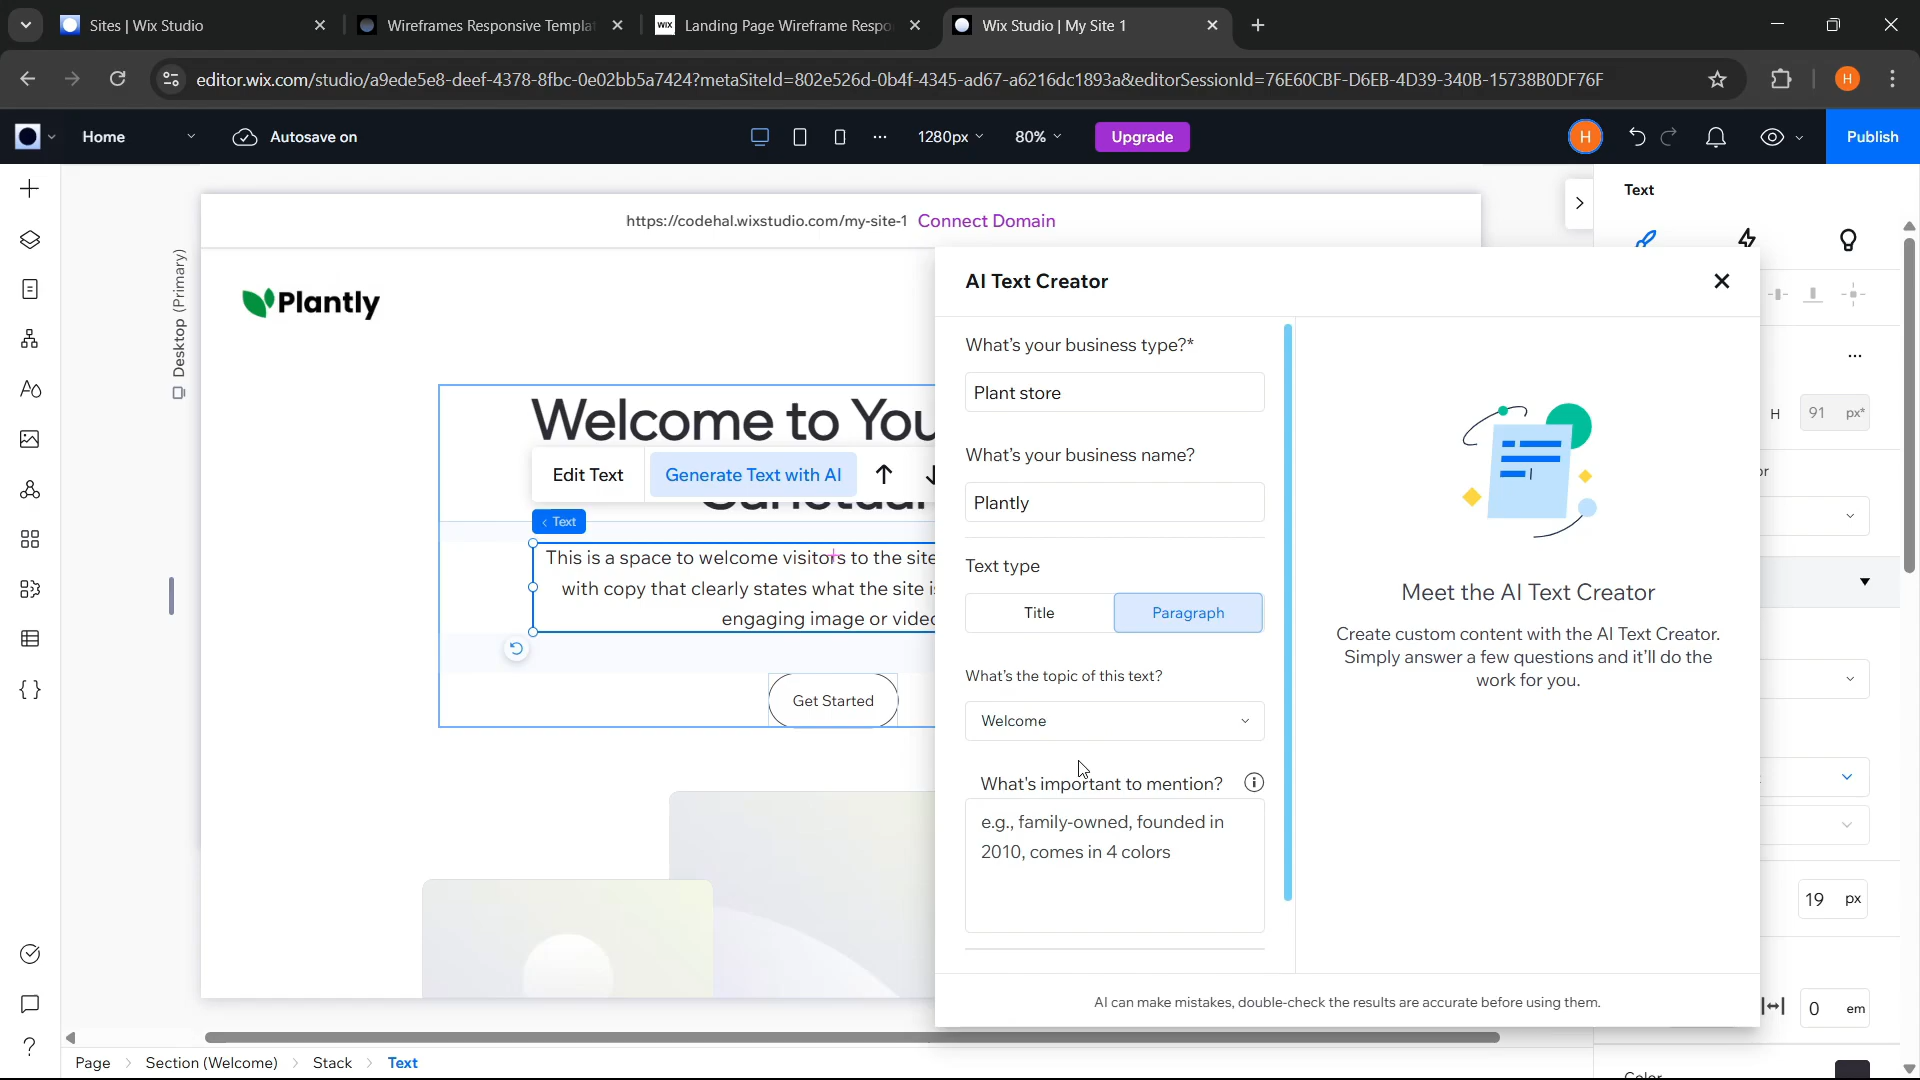 Sites | Wix Studio
Wireframes Responsive Templat
WIX
Landing Page Wireframe Respo
Wix Studio | My Site 1
editor.wix.com/studio/a9ede5e8-deef-4378-8fbc-0e02bb5a7424?metaSiteId=802e526d-0b4f-4345-ad67-a6216dc1893a&editorSessionId=76E60CBF-D6EB-4D39-340B-15738B0DF76F
H
Home
Autosave on
1280px
80%
Upgrade
H
Publish
https://codehal.wixstudio.com/my-site-1 Connect Domain
Text
Desktop (Primary)
Plantly
Welcome to You
Edit Text
Generate Text with AI
Text
This is a space to welcome visitors to the site
with copy that clearly states what the site i
engaging image or video
Get Started
AI Text Creator
What's your business type?*
Plant store
What's your business name?
Plantly
Text type
Title
Paragraph
What's the topic of this text?
Welcome
What's important to mention?
e.g., family-owned, founded in
2010, comes in 4 colors
Meet the AI Text Creator
Create custom content with the AI Text Creator.
Simply answer a few questions and it'll do the
work for you.
AI can make mistakes, double-check the results are accurate before using them.
H
91 px*
19 px
0 em
Page
Section (Welcome)
Stack
Text